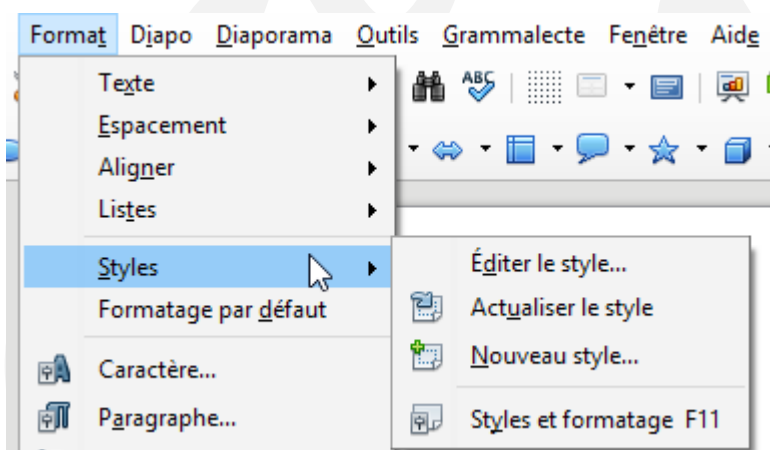 Format Diapo Diaporama Outils Grammalecte Fenêtre Aide
Texte
ABC
Espacement
Aligner
Listes
Styles
Éditer le style...
Formatage par défaut
Actualiser le style
Nouveau style...
Caractère...
Paragraphe...
Styles et formatage F11